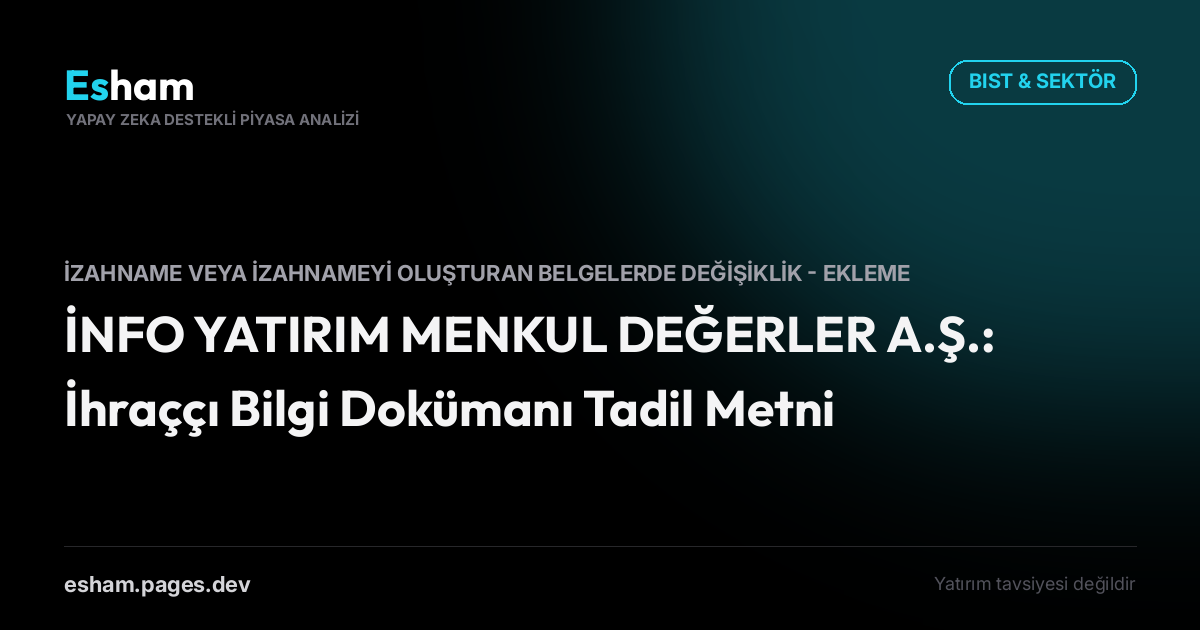 Esham
BIST & SEKTÖR
YAPAY ZEKA DESTEKLİ PİYASA ANALİZİ
İZAHNAME VEYA İZAHNAMEYİ OLUŞTURAN BELGELERDE DEĞİŞİKLİK - EKLEME
İNFO YATIRIM MENKUL DEĞERLER A.Ş.:
İhraççı Bilgi Dokümanı Tadil Metni
esham.pages.dev
Yatırım tavsiyesi değildir